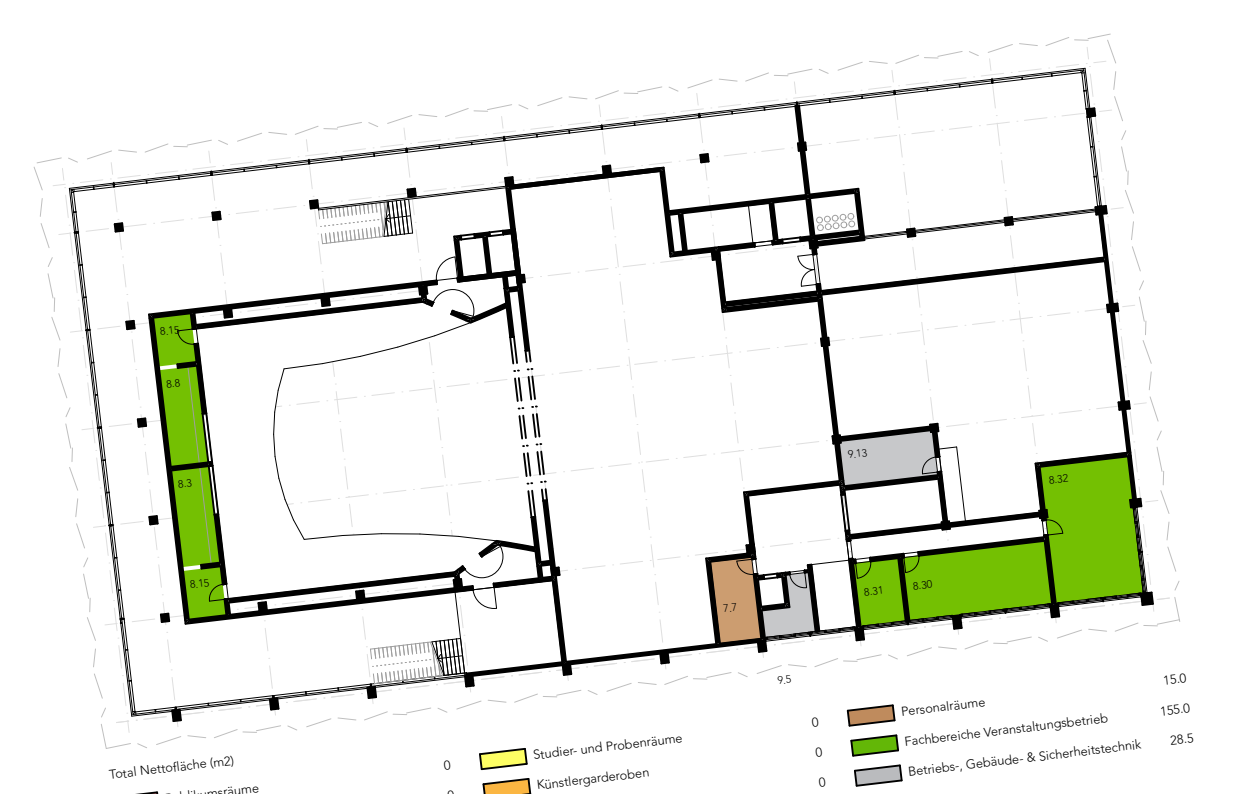 8.15
8.8
8.3
8.15
9.13
8.32
7.7
8.31
8.30
9.5
Total Nettofläche (m2)
0 Studier- und Probenräume
Künstlergarderoben
0 Personalräume 15.0
0 Fachbereiche Veranstaltungsbetrieb 155.0
0 Betriebs-, Gebäude- & Sicherheitstechnik 28.5